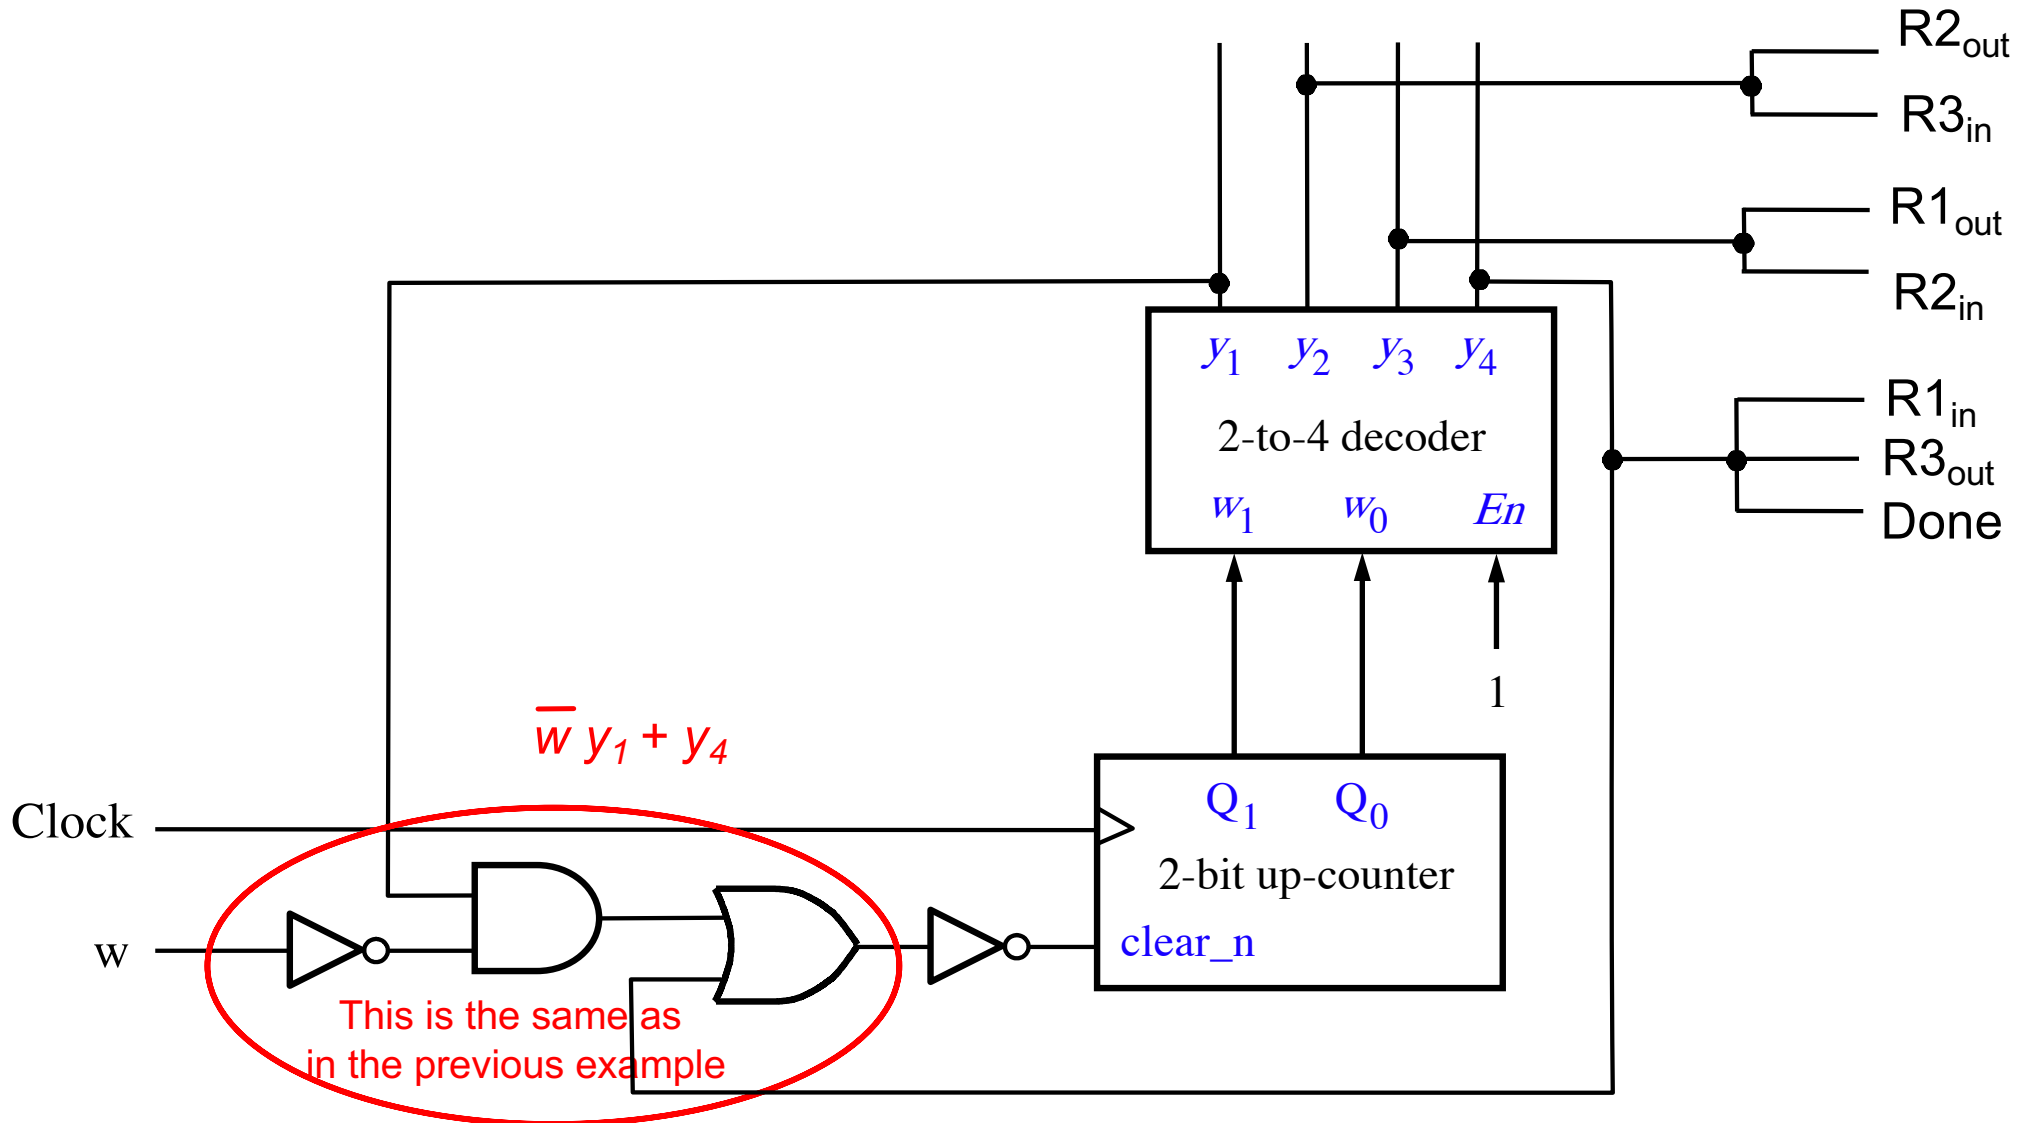 R2out
R3in
R1out
R2in
y1 y2 y3 y4
R1in
2-to-4 decoder
R3out
w1 w0 En
Done
1
w̅ y1 + y4
Clock
Q1 Q0
2-bit up-counter
w
clear_n
This is the same as
in the previous example